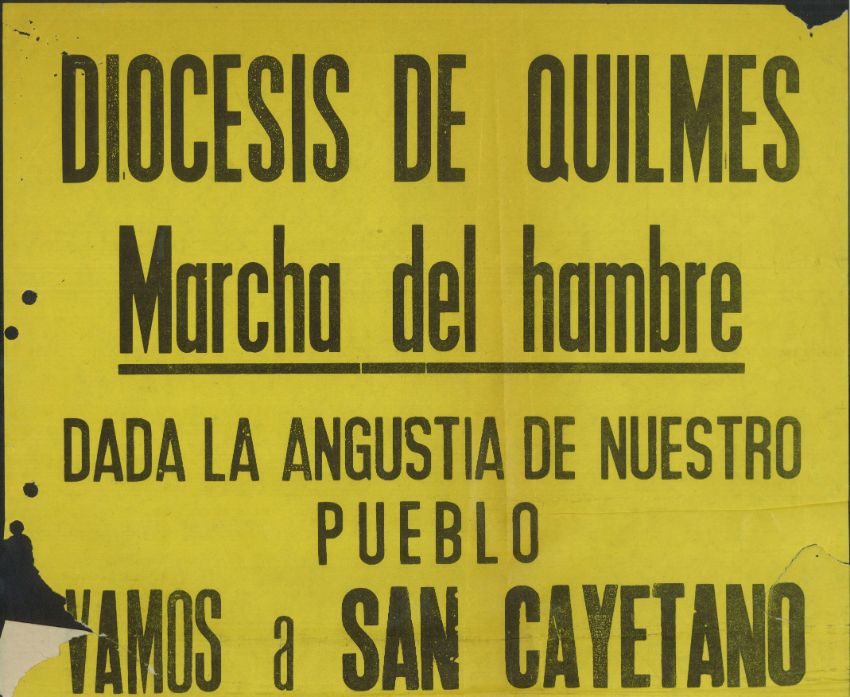 DIOCESIS DE QUILMES
Marcha del hambre
DADA LA ANGUSTIA DE NUESTRO
PUEBLO
VAMOS a SAN CAYETANO